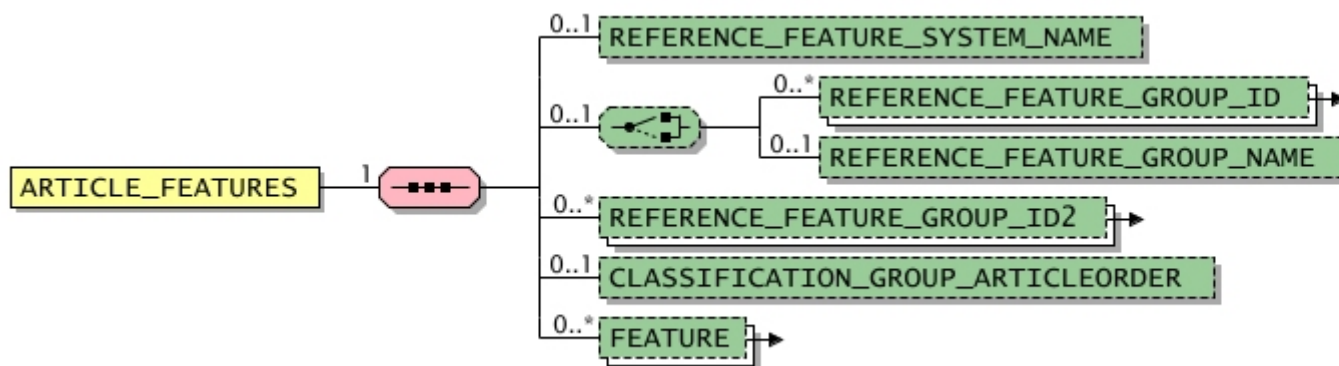 0..1 REFERENCE_FEATURE_SYSTEM_NAME
0..* REFERENCE_FEATURE_GROUP_ID
0..1
0..1 REFERENCE_FEATURE_GROUP_NAME
ARTICLE_FEATURES 1
0..* REFERENCE_FEATURE_GROUP_ID2
0..1 CLASSIFICATION_GROUP_ARTICLEORDER
0..* FEATURE